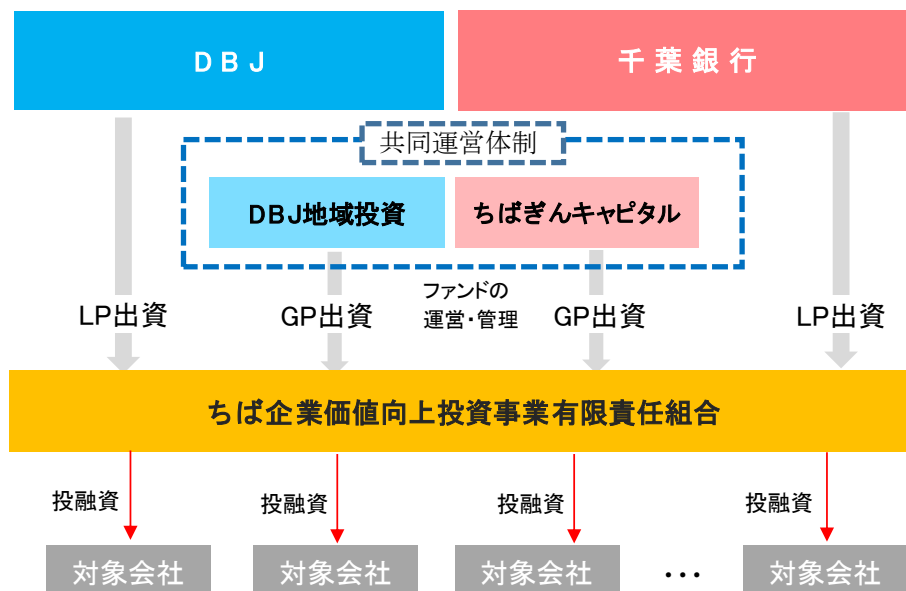 DBJ
千葉銀行
共同運営体制
DBJ地域投資
ちばぎんキャピタル
ファンドの
運営・管理
LP出資
GP出資
GP出資
LP出資
ちば企業価値向上投資事業有限責任組合
投融資
投融資
投融資
投融資
対象会社
対象会社
対象会社
…
対象会社